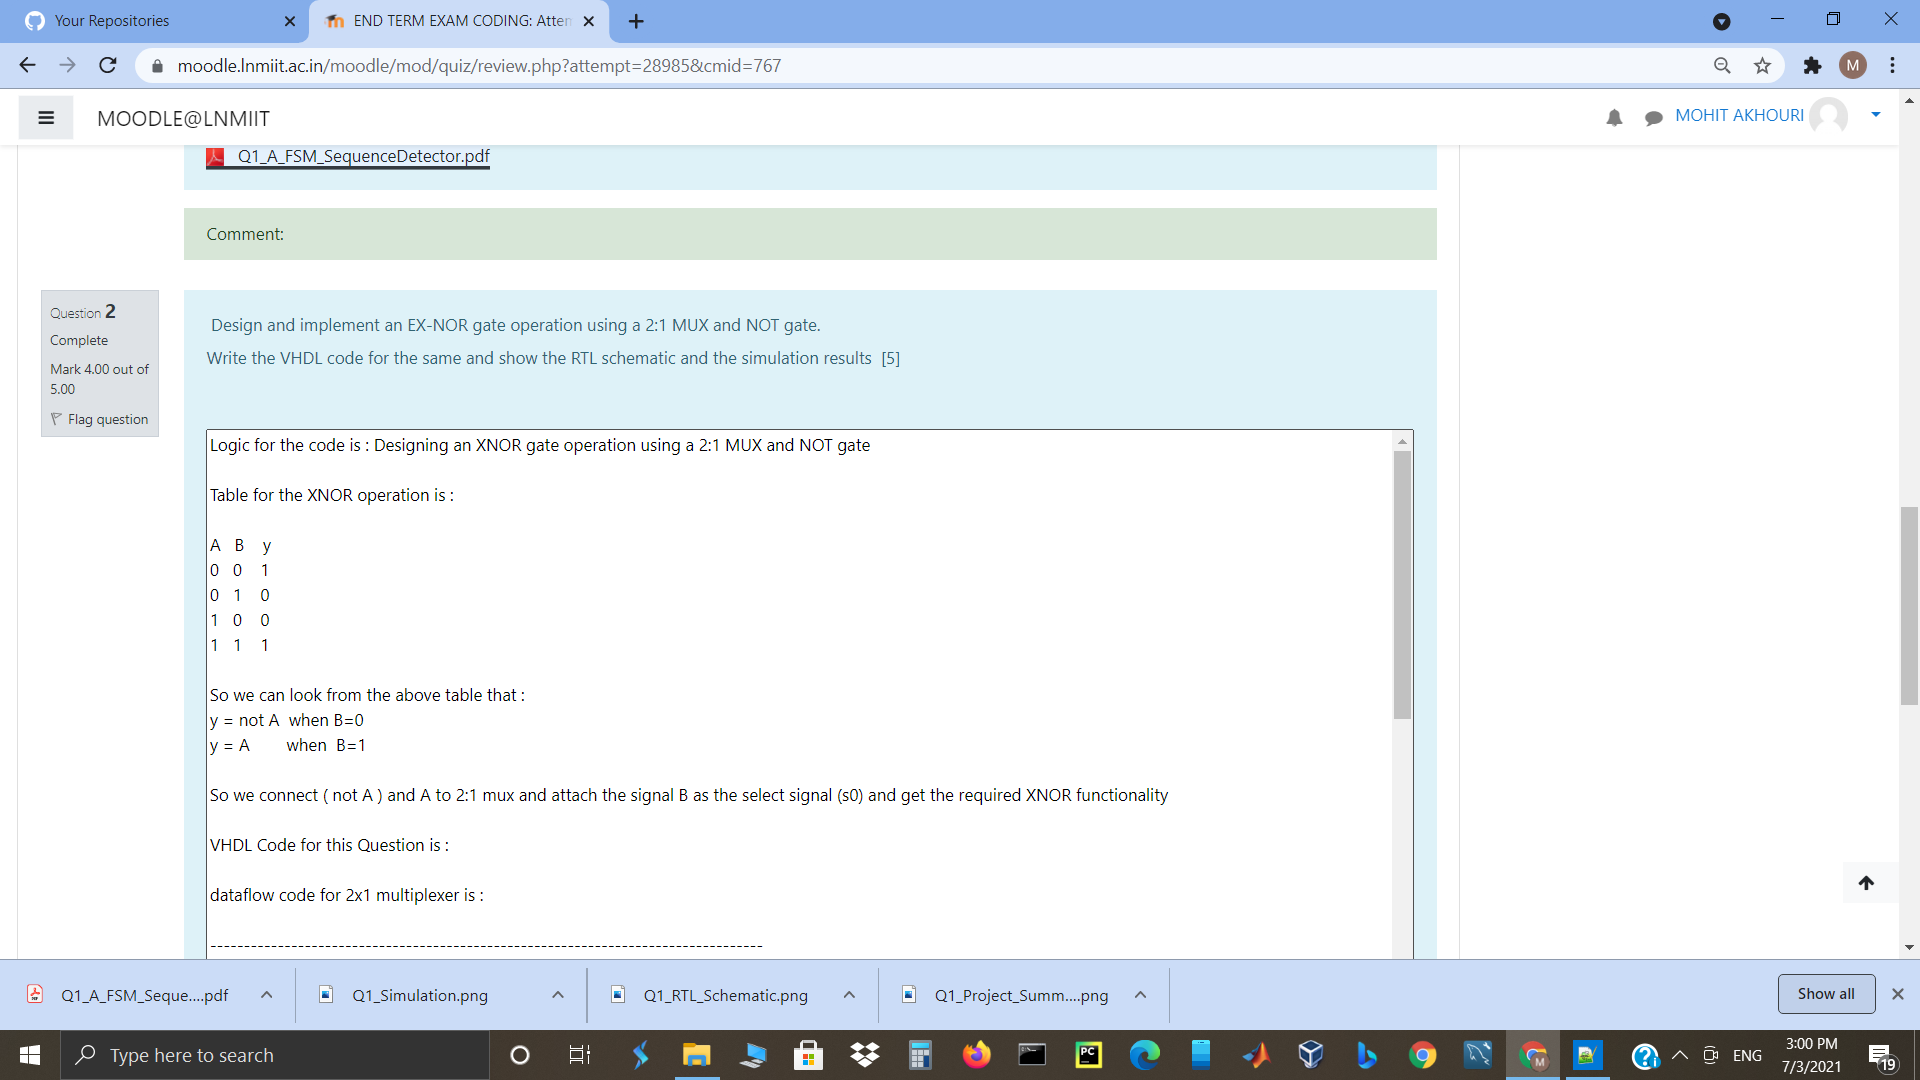 Your Repositories
END TERM EXAM CODING: Atten
moodle.lnmiit.ac.in/moodle/mod/quiz/review.php?attempt=28985&cmid=767
M
MOODLE@LNMIIT
MOHIT AKHOURI
Q1_A_FSM_SequenceDetector.pdf
Comment:
Question 2
Complete
Mark 4.00 out of
5.00
Flag question
Design and implement an EX-NOR gate operation using a 2:1 MUX and NOT gate.
Write the VHDL code for the same and show the RTL schematic and the simulation results [5]
Logic for the code is : Designing an XNOR gate operation using a 2:1 MUX and NOT gate
Table for the XNOR operation is :
A B y
0 0 1
0 1 0
1 0 0
1 1 1
So we can look from the above table that :
y = not A when B=0
y = A when B=1
So we connect ( not A ) and A to 2:1 mux and attach the signal B as the select signal (s0) and get the required XNOR functionality
VHDL Code for this Question is :
dataflow code for 2x1 multiplexer is :
----------------------------------------------------------------------------------
Q1_A_FSM_Seque....pdf
Q1_Simulation.png
Q1_RTL_Schematic.png
Q1_Project_Summ....png
Show all
Type here to search
PC
M
ENG
3:00 PM
7/3/2021
19